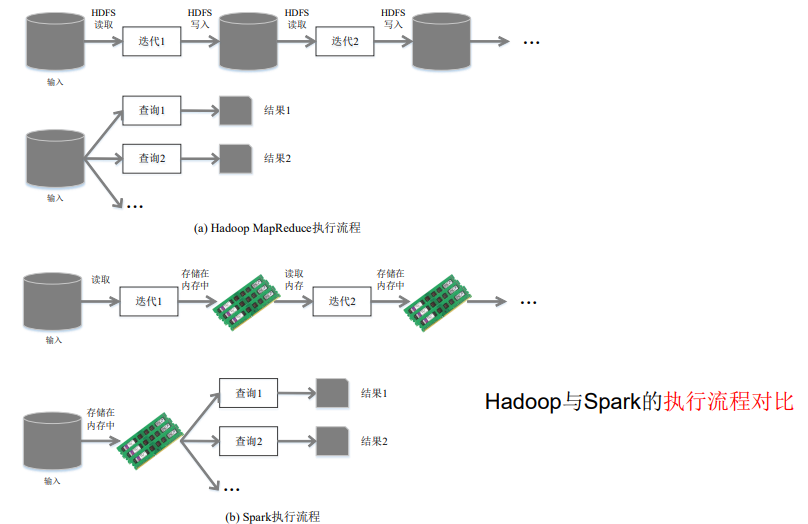 HDFS
读取
HDFS
写入
HDFS
读取
HDFS
写入
迭代1
迭代2
...
输入
查询1
结果1
查询2
结果2
输入
...
(a) Hadoop MapReduce执行流程
读取
存储在
内存中
读取
内存
存储在
内存中
迭代1
迭代2
...
输入
存储在
内存中
查询1
结果1
查询2
结果2
输入
...
(b) Spark执行流程
Hadoop与Spark的执行流程对比